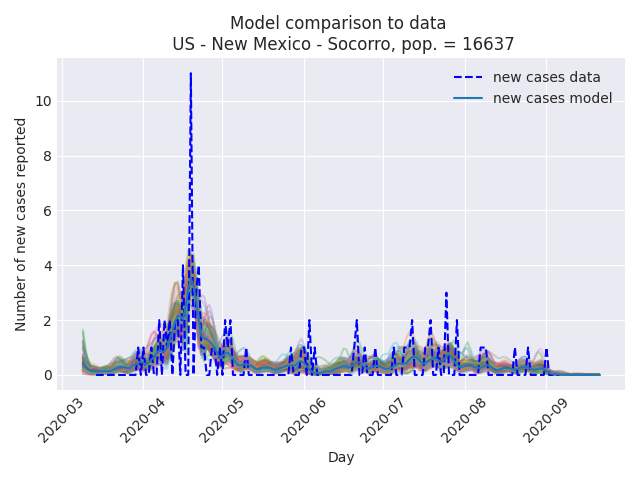 Model comparison to data
US - New Mexico - Socorro, pop. = 16637
new cases data
new cases model
Number of new cases reported
10
8
6
4
2
0
2020-03
2020-04
2020-05
2020-06
2020-07
2020-08
2020-09
Day